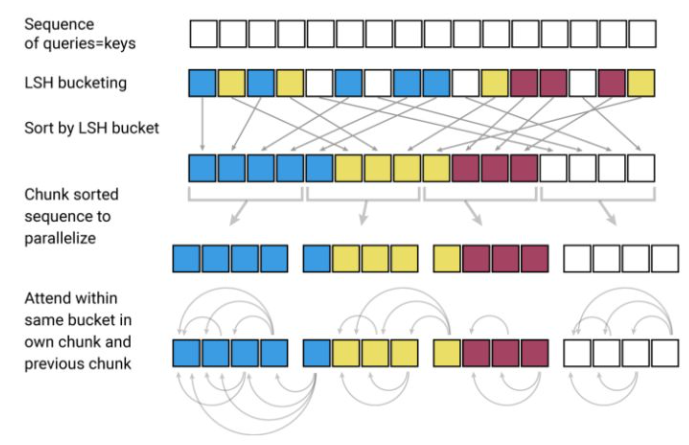 Sequence
of queries=keys
LSH bucketing
Sort by LSH bucket
Chunk sorted
sequence to
parallelize
Attend within
same bucket in
own chunk and
previous chunk